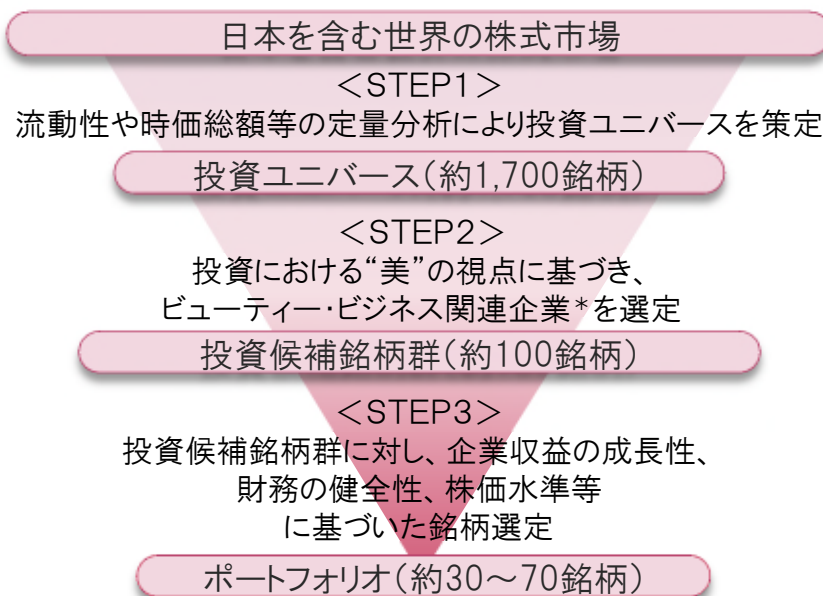 日本を含む世界の株式市場
＜STEP1＞
流動性や時価総額等の定量分析により投資ユニバースを策定
投資ユニバース（約1,700銘柄）
＜STEP2＞
投資における“美”の視点に基づき、
ビューティー・ビジネス関連企業＊を選定
投資候補銘柄群（約100銘柄）
＜STEP3＞
投資候補銘柄群に対し、企業収益の成長性、
財務の健全性、株価水準等
に基づいた銘柄選定
ポートフォリオ（約30～70銘柄）